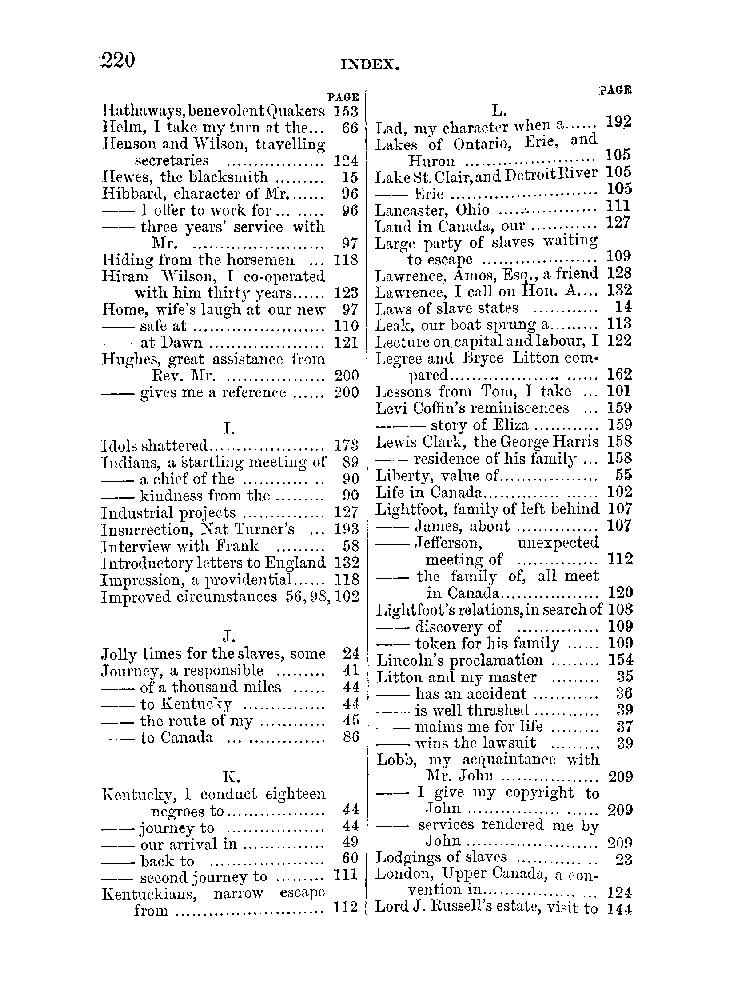 220
INDEX.
PAGE
Hathaways, benevolent Quakers 153
Helm, I take my turn at the... 66
Henson and Wilson, travelling
secretaries .................. 124
Hewes, the blacksmith ......... 15
Hibbard, character of Mr....... 96
—— I offer to work for ......... 96
—— three years' service with
Mr. ........................ 97
Hiding from the horsemen ... 118
Hiram Wilson, I co-operated
with him thirty years...... 123
Home, wife's laugh at our new 97
—— safe at ........................ 110
—— at Dawn ..................... 121
Hughes, great assistance from
Rev. Mr. .................. 200
—— gives me a reference ...... 200
I.
Idols shattered..................... 173
Indians, a startling meeting of 89
—— a chief of the ............... 90
—— kindness from the ......... 90
Industrial projects ............... 127
Insurrection, Nat Turner's ... 193
Interview with Frank ......... 58
Introductory letters to England 132
Impression, a providential...... 118
Improved circumstances 56, 98, 102
J.
Jolly times for the slaves, some 24
Journey, a responsible ......... 41
—— of a thousand miles ...... 44
—— to Kentucky ............... 44
—— the route of my ............ 45
—— to Canada .................. 86
K.
Kentucky, I conduct eighteen
negroes to.................. 44
—— journey to .................. 44
—— our arrival in ............... 49
—— back to ..................... 60
—— second journey to ......... 111
Kentuckians, narrow escape
from ........................... 112
PAGE
L.
Lad, my character when a...... 192
Lakes of Ontario, Erie, and
Huron ........................ 105
Lake St. Clair, and Detroit River 105
—— Erie ........................... 105
Lancaster, Ohio .................. 111
Land in Canada, our ............ 127
Large party of slaves waiting
to escape ..................... 109
Lawrence, Amos, Esq., a friend 128
Lawrence, I call on Hon. A.... 132
Laws of slave states ............ 14
Leak, our boat sprung a......... 113
Lecture on capital and labour, I 122
Legree and Bryce Litton com-
pared........................... 162
Lessons from Tom, I take ... 101
Levi Coffin's reminiscences ... 159
——— story of Eliza ............ 159
Lewis Clark, the George Harris 158
—— residence of his family ... 158
Liberty, value of.................. 55
Life in Canada..................... 102
Lightfoot, family of left behind 107
—— James, about ............... 107
—— Jefferson, unexpected
meeting of ............... 112
—— the family of, all meet
in Canada.................. 120
Lightfoot's relations, in search of 108
—— discovery of ............... 109
—— token for his family ...... 109
Lincoln's proclamation ......... 154
Litton and my master ......... 35
—— has an accident ............ 36
—— is well thrashed ............ 39
—— maims me for life ......... 37
—— wins the lawsuit ......... 39
Lobb, my acquaintance with
Mr. John .................. 209
—— I give my copyright to
John ........................ 209
—— services rendered me by
John ........................ 209
Lodgings of slaves ............... 23
London, Upper Canada, a con-
vention in..................... 124
Lord J. Russell's estate, visit to 144